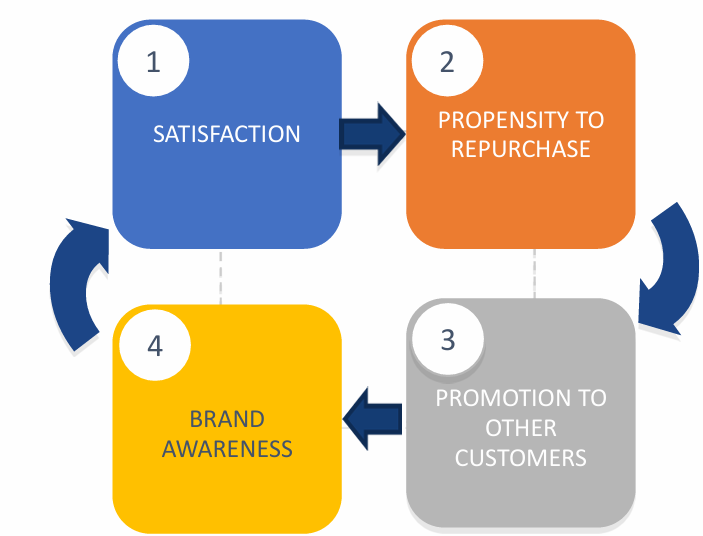 1
SATISFACTION
2
PROPENSITY TO
REPURCHASE
3
PROMOTION TO
OTHER
CUSTOMERS
4
BRAND
AWARENESS